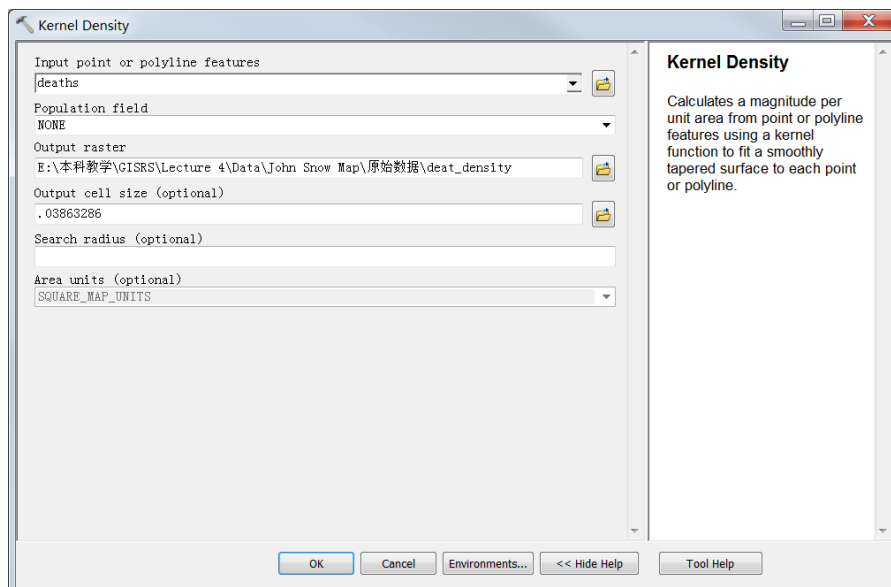 Kernel Density
Input point or polyline features
deaths
Population field
NONE
Output raster
E:\本科教学\GISRS\Lecture 4\Data\John Snow Map\原始数据\deat_density
Output cell size (optional)
.03863286
Search radius (optional)
Area units (optional)
SQUARE_MAP_UNITS
OK
Cancel
Environments...
<< Hide Help
Kernel Density
Calculates a magnitude per
unit area from point or polyline
features using a kernel
function to fit a smoothly
tapered surface to each point
or polyline.
Tool Help